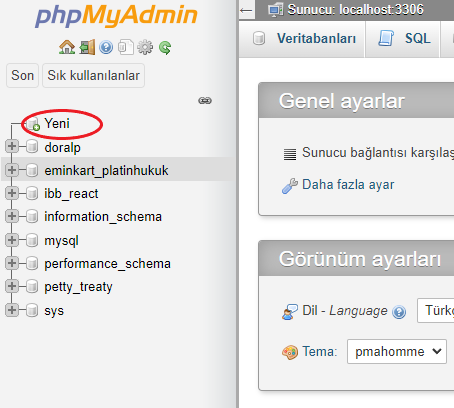 phpMyAdmin
Son
Sık kullanılanlar
Yeni
doralp
eminkart_platinhukuk
ibb_react
information_schema
mysql
performance_schema
petty_treaty
sys
Sunucu: localhost:3306
Veritabanları
SQL
Genel ayarlar
Sunucu bağlantısı karşılaş
Daha fazla ayar
Görünüm ayarları
Dil - Language
Türkç
Tema:
pmahomme